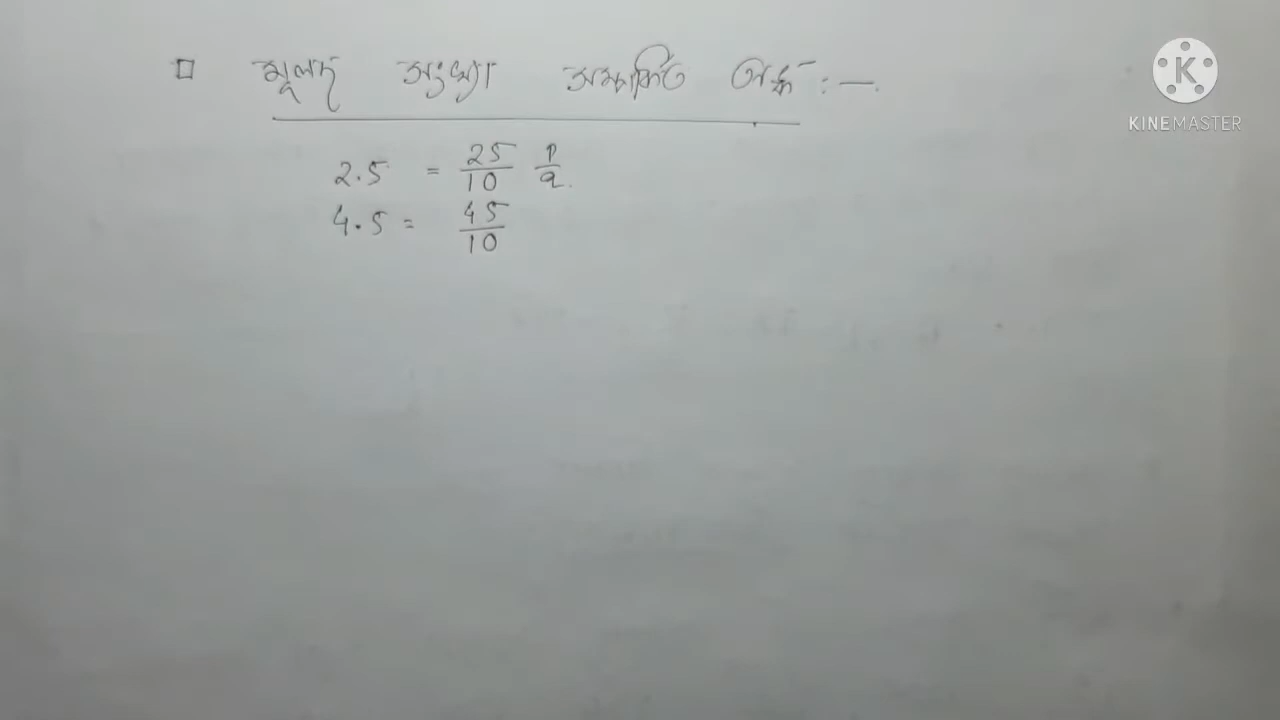 □ মূলদ সংখ্যা সম্পর্কিত অঙ্ক :—
2.5 = 25/10 p/q.
4.5 = 45/10
KINEMASTER